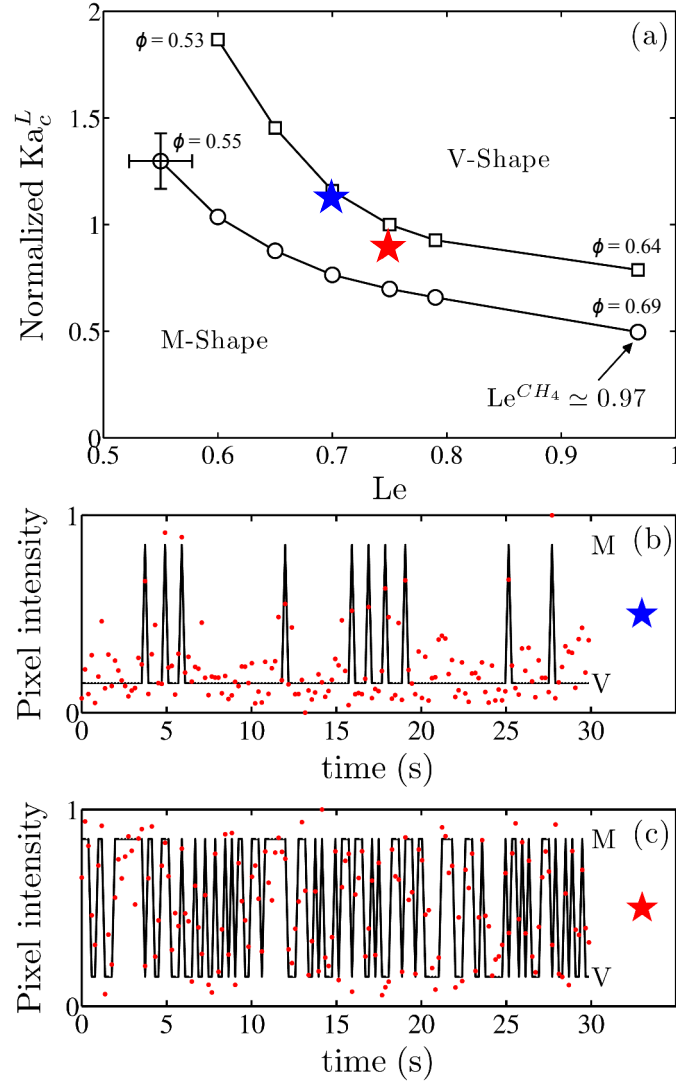 (a)
Normalized Ka_c^L
2
1.5
1
0.5
0
ϕ = 0.53
ϕ = 0.55
V-Shape
ϕ = 0.64
ϕ = 0.69
M-Shape
Le^{CH_4} ≃ 0.97
0.5 0.6 0.7 0.8 0.9 1
Le
Pixel intensity
1
0
M
(b)
V
0 5 10 15 20 25 30
time (s)
Pixel intensity
1
0
M
(c)
V
0 5 10 15 20 25 30
time (s)